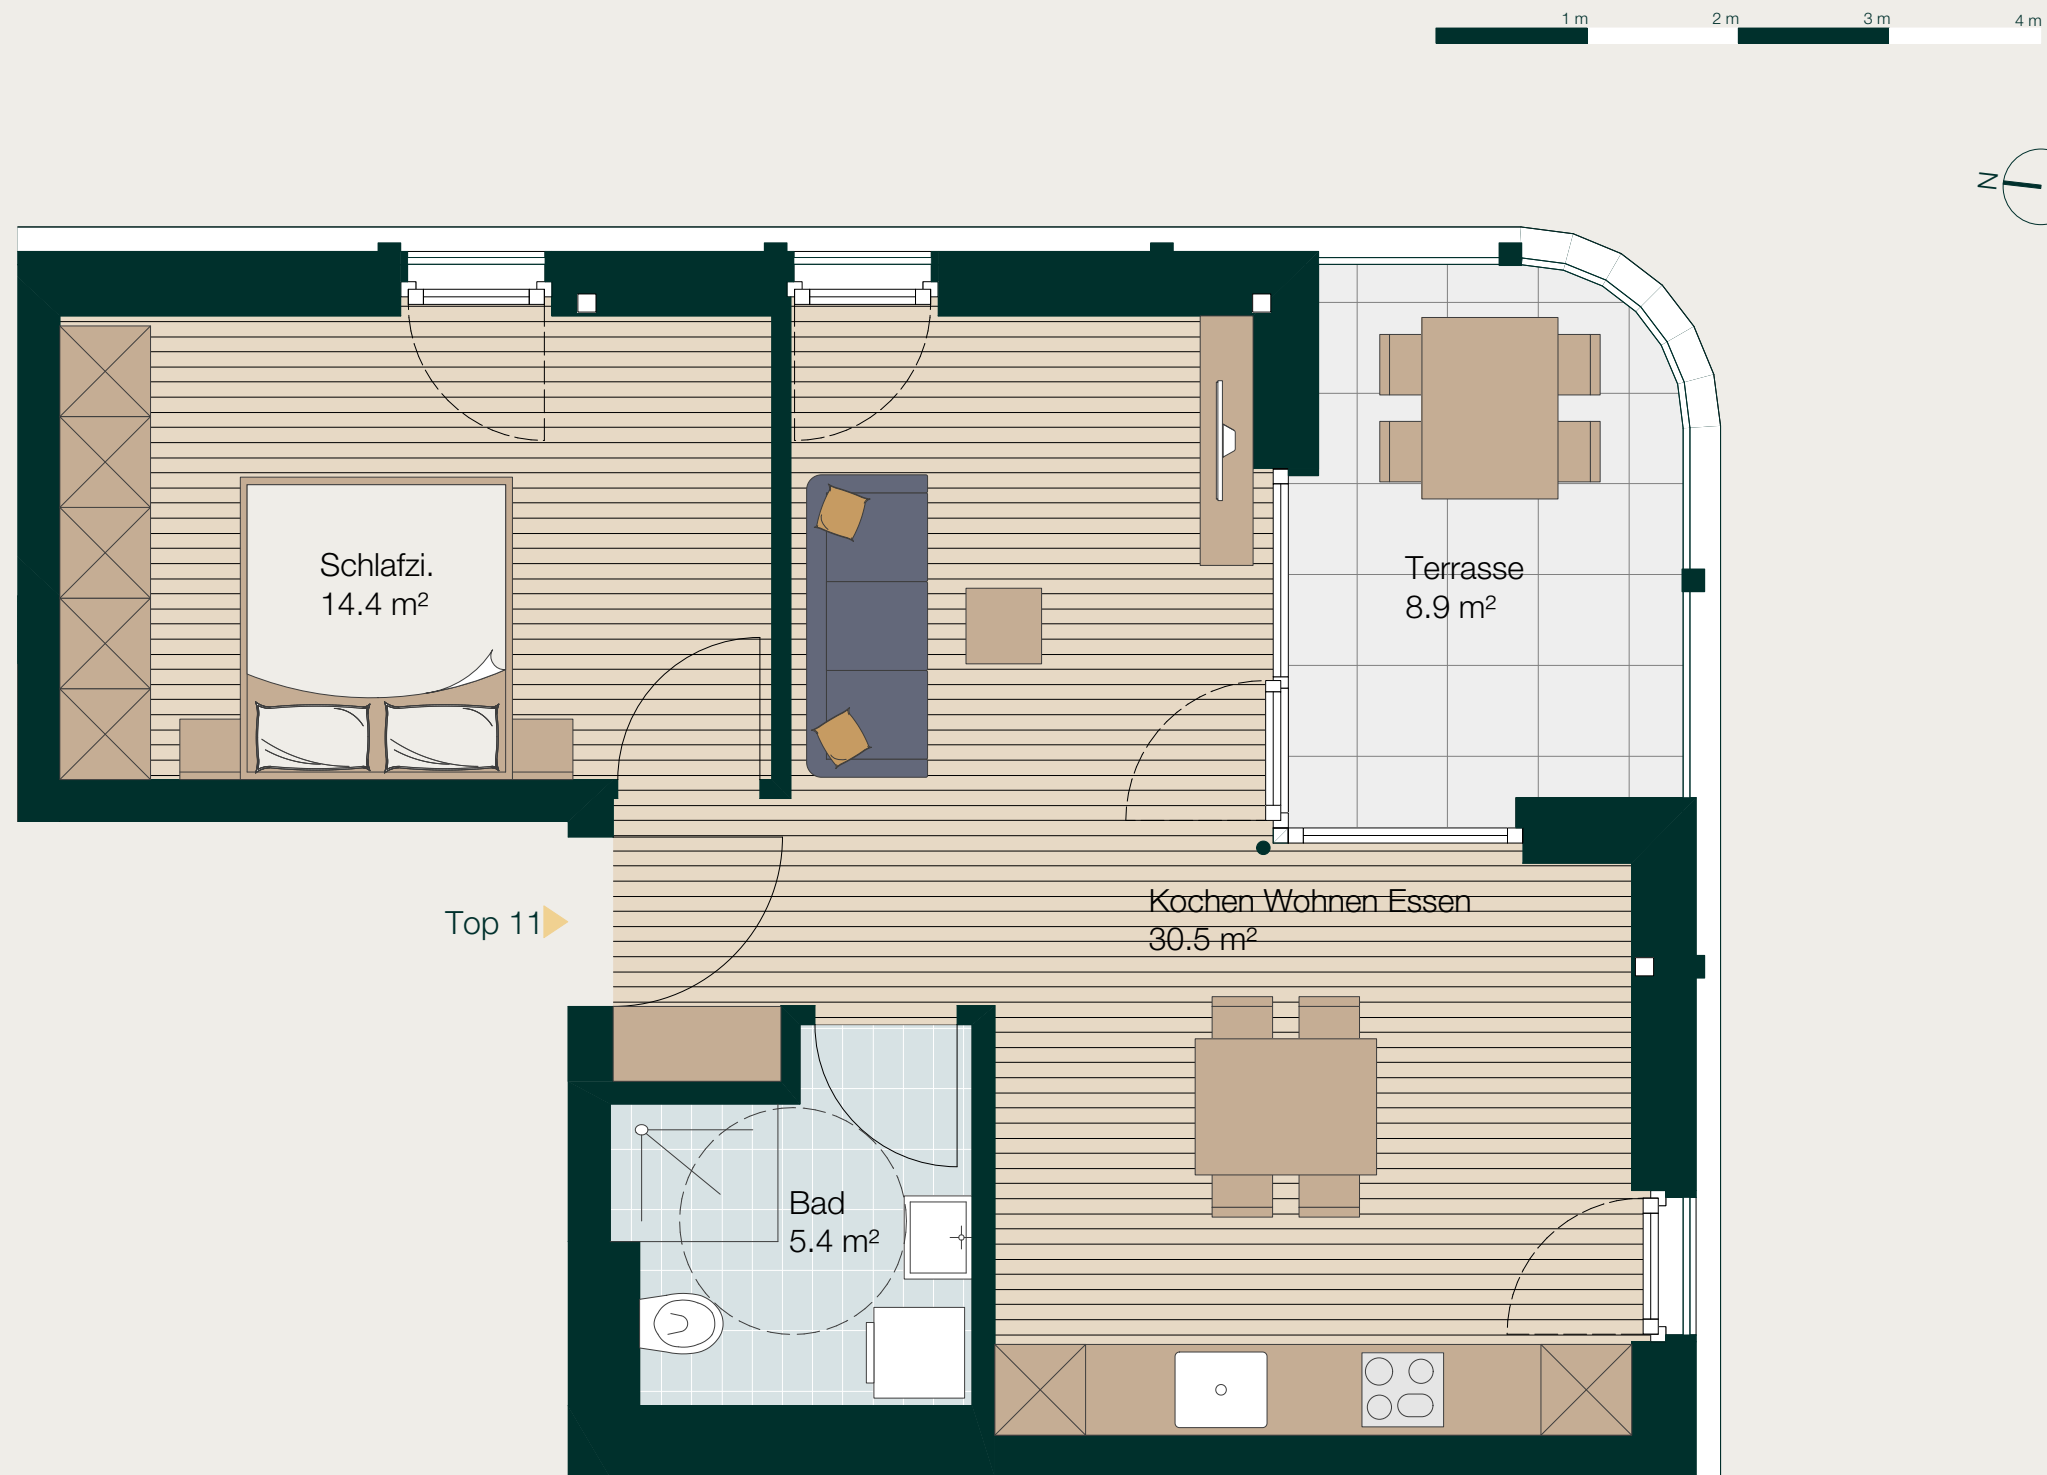 1 m 2 m 3 m 4 m
N
Schlafzi.
14.4 m²
Terrasse
8.9 m²
Kochen Wohnen Essen
30.5 m²
Top 11
Bad
5.4 m²